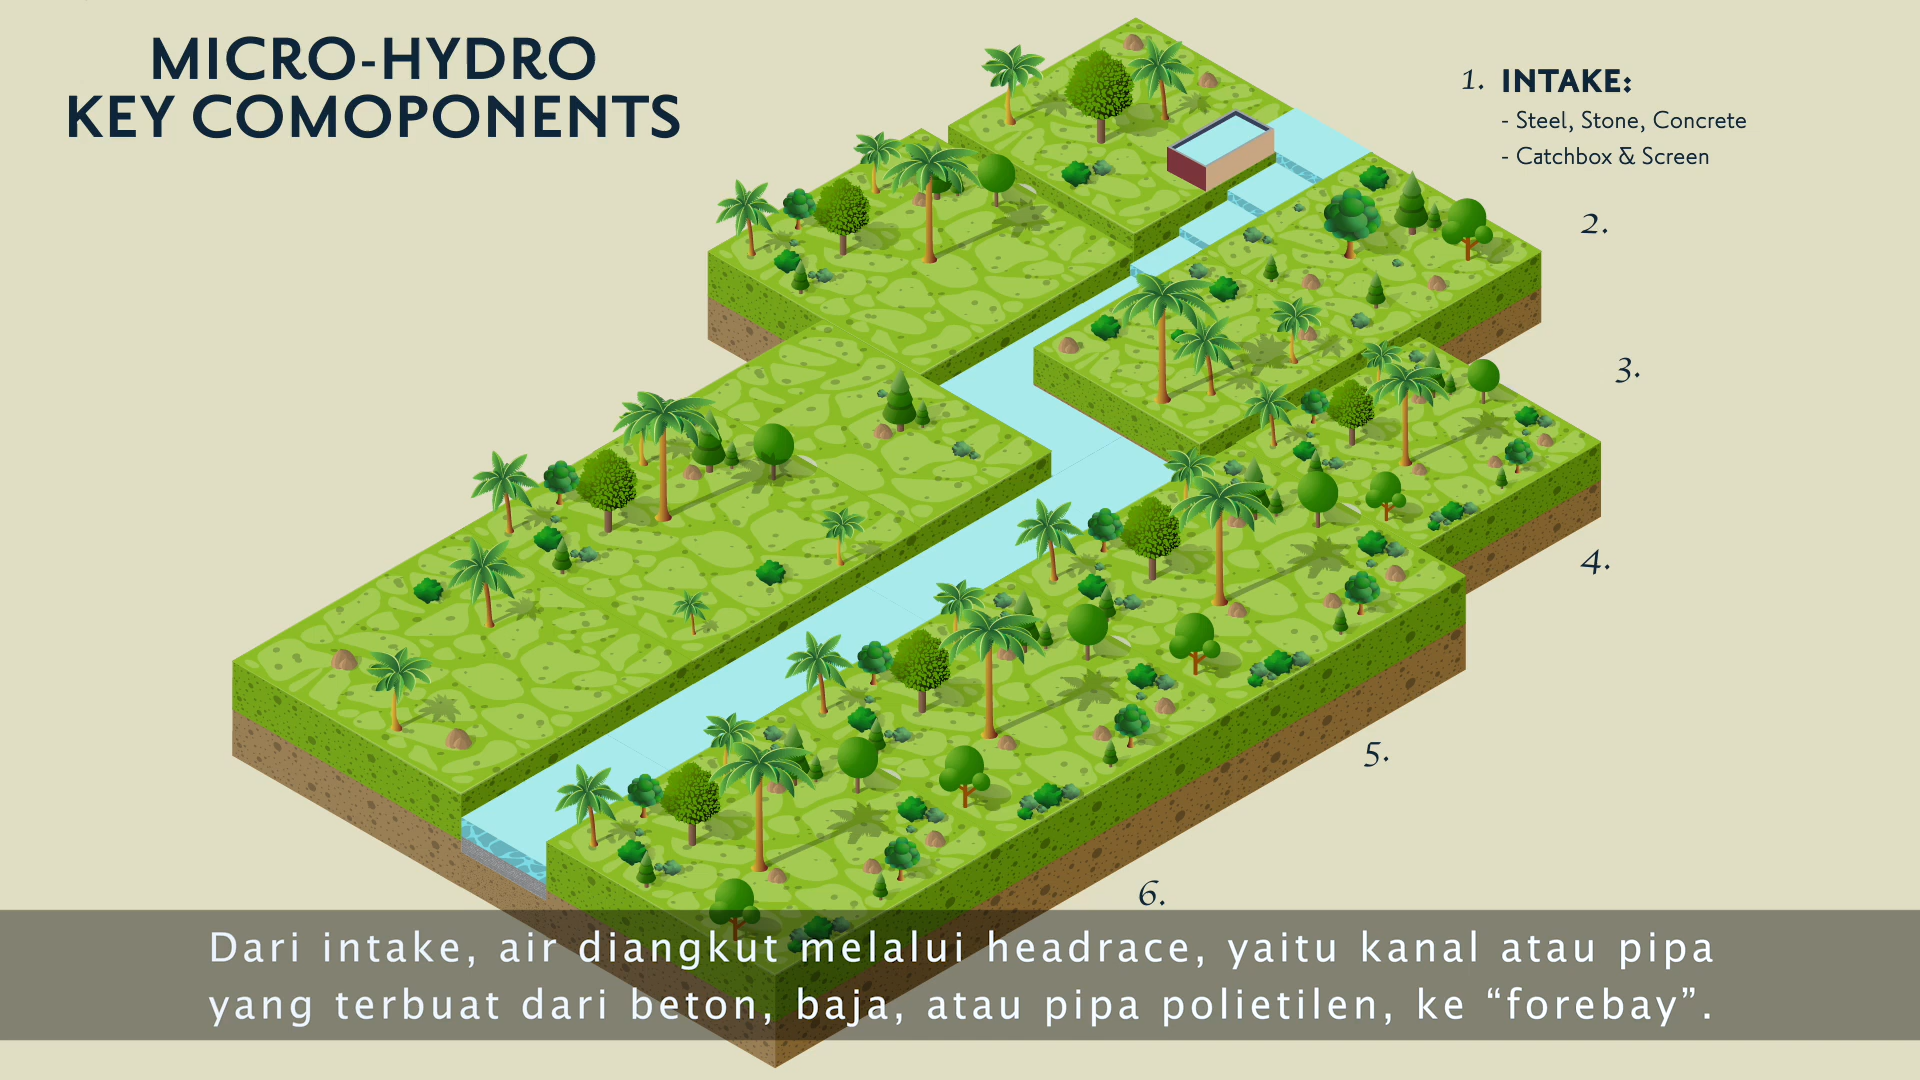 MICRO-HYDRO
KEY COMOPONENTS
1. INTAKE:
- Steel, Stone, Concrete
- Catchbox & Screen
2.
3.
4.
5.
6.
Dari intake, air diangkut melalui headrace, yaitu kanal atau pipa
yang terbuat dari beton, baja, atau pipa polietilen, ke “forebay”.